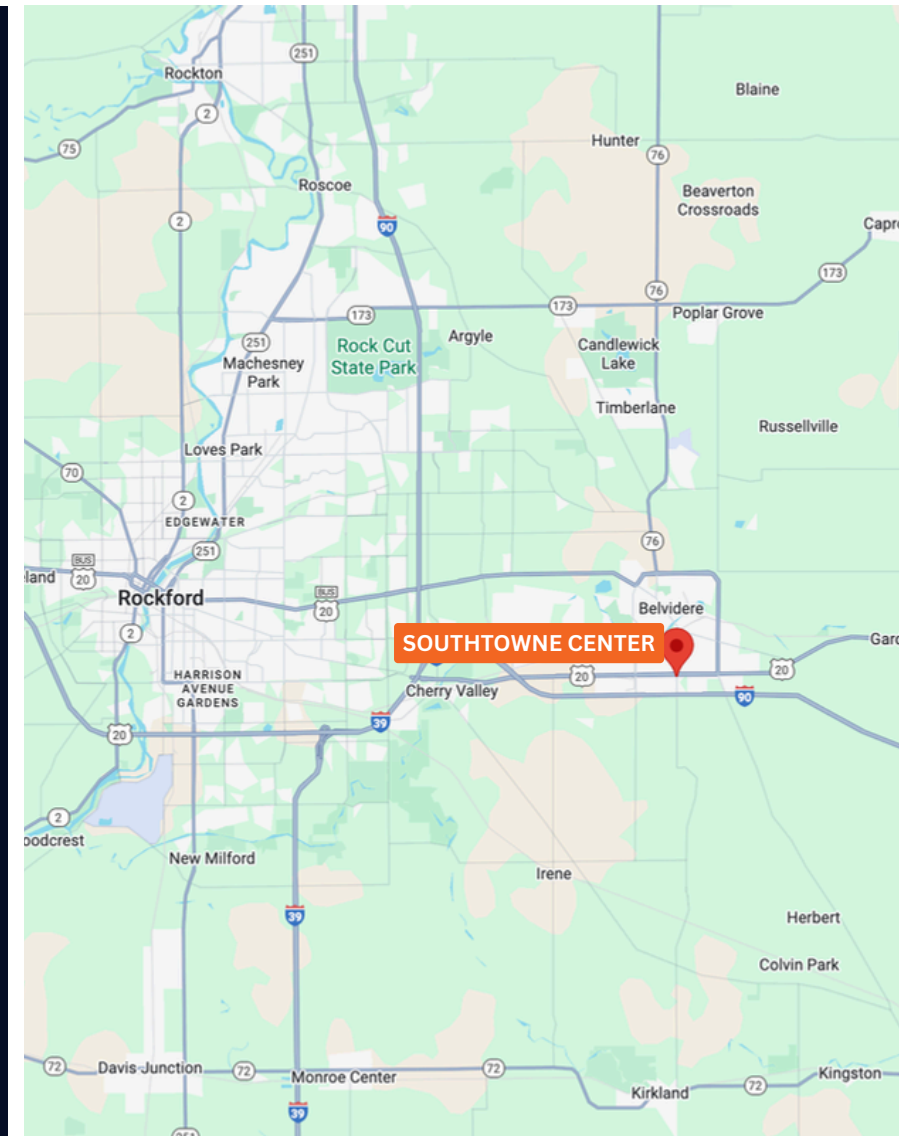 251
Rockton
Blaine
2
Hunter
75
76
Roscoe
Beaverton
Crossroads
2
90
Capr
173
76
173
173
Poplar Grove
251
Argyle
Rock Cut
State Park
Candlewick
Lake
Machesney
Park
Timberlane
Russellville
Loves Park
70
2
EDGEWATER
76
251
BUS
20
land
BUS
20
Rockford
Belvidere
2
SOUTHTOWNE CENTER
Garc
20
20
HARRISON
AVENUE
GARDENS
Cherry Valley
90
39
20
2
oodcrest
New Milford
Irene
39
Herbert
Colvin Park
72
Davis Junction
72
Monroe Center
72
Kingston
72
Kirkland
39
251